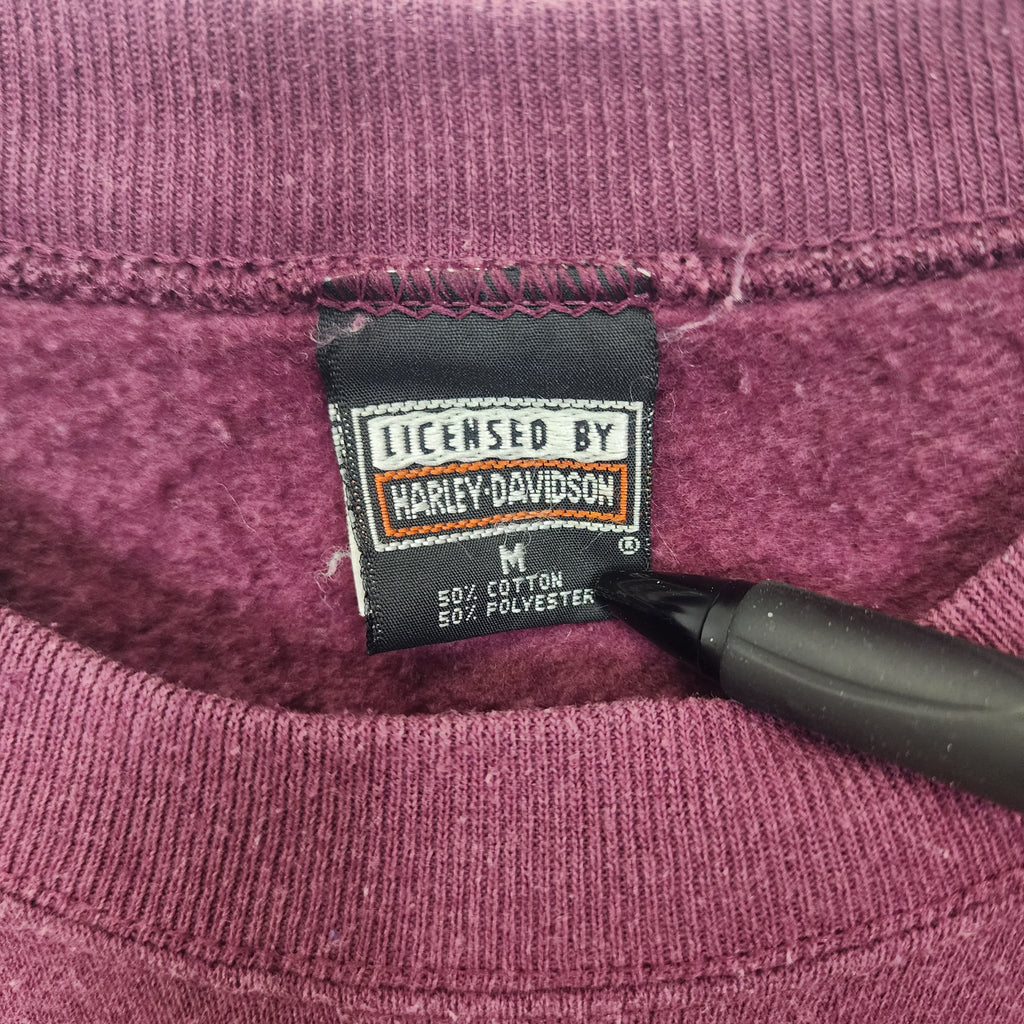 LICENSED BY
HARLEY-DAVIDSON
®
M
50% COTTON
50% POLYESTER